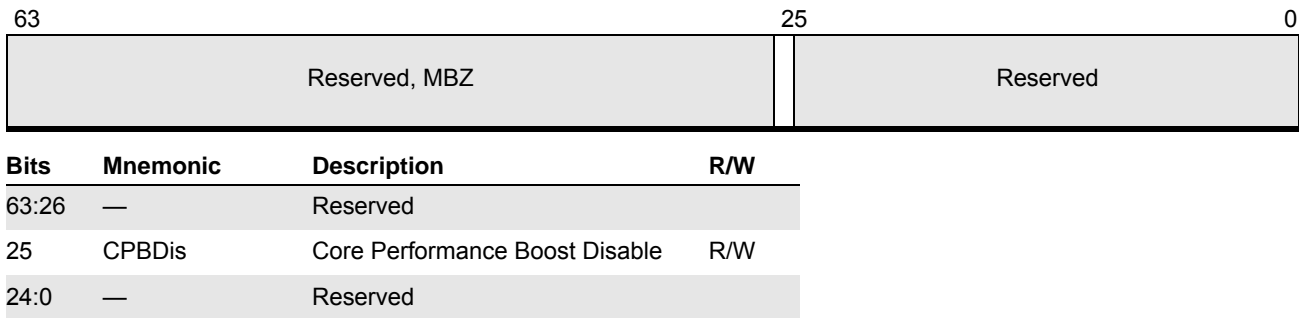 63 25 0
Reserved, MBZ Reserved
Bits Mnemonic Description R/W
63:26 — Reserved
25 CPBDis Core Performance Boost Disable R/W
24:0 — Reserved